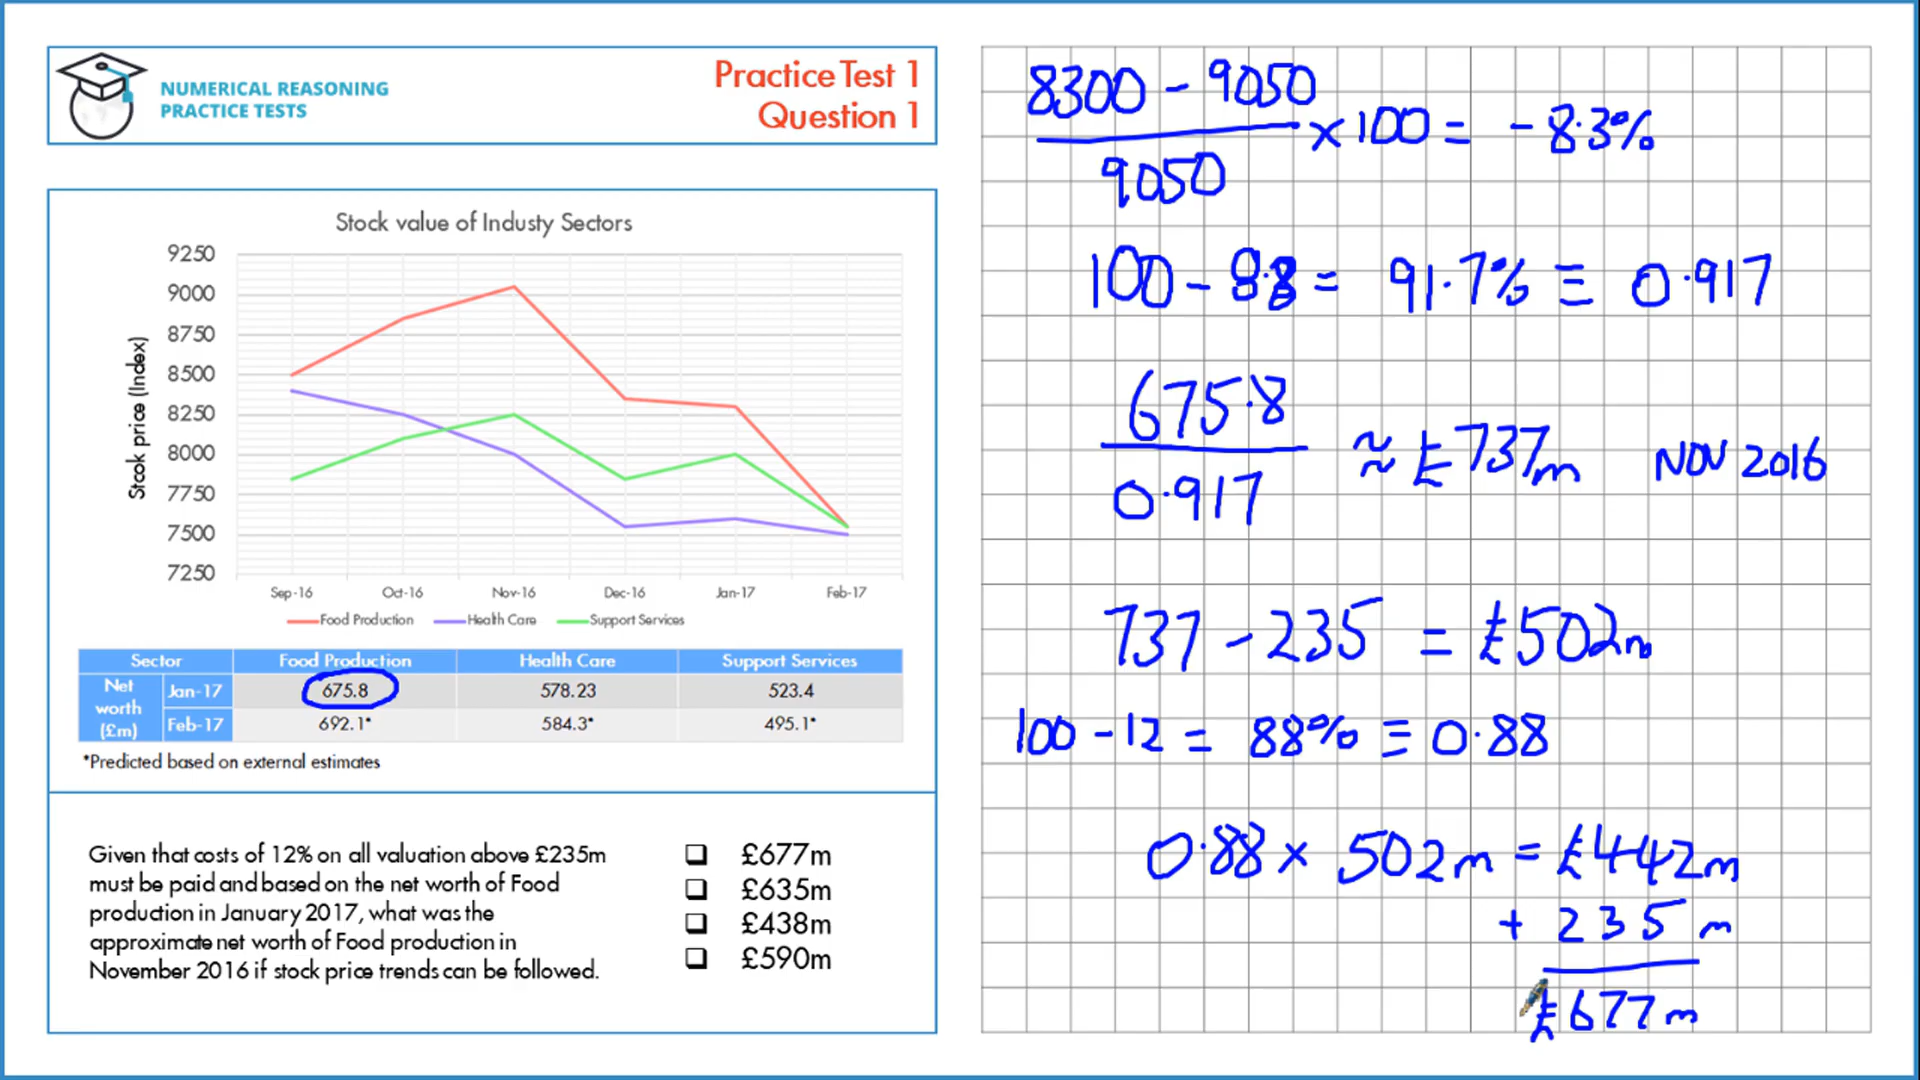 NUMERICAL REASONING
PRACTICE TESTS
Practice Test 1
Question 1
Stock value of Industy Sectors
Stock price (Index)
9250
9000
8750
8500
8250
8000
7750
7500
7250
Sep-16 Oct-16 Nov-16 Dec-16 Jan-17 Feb-17
Food Production Health Care Support Services
Sector Food Production Health Care Support Services
Net worth (£m)
Jan-17 675.8 578.23 523.4
Feb-17 692.1* 584.3* 495.1*
*Predicted based on external estimates
Given that costs of 12% on all valuation above £235m
must be paid and based on the net worth of Food
production in January 2017, what was the
approximate net worth of Food production in
November 2016 if stock price trends can be followed.
£677m
£635m
£438m
£590m
8300 - 9050
9050
× 100 = - 8.3%
100 - 8.3 = 91.7% ≡ 0.917
675.8
0.917
≈ £737m NOV 2016
737 - 235 = £502m
100 - 12 = 88% ≡ 0.88
0.88 × 502m = £442m
+ 235m
£677m